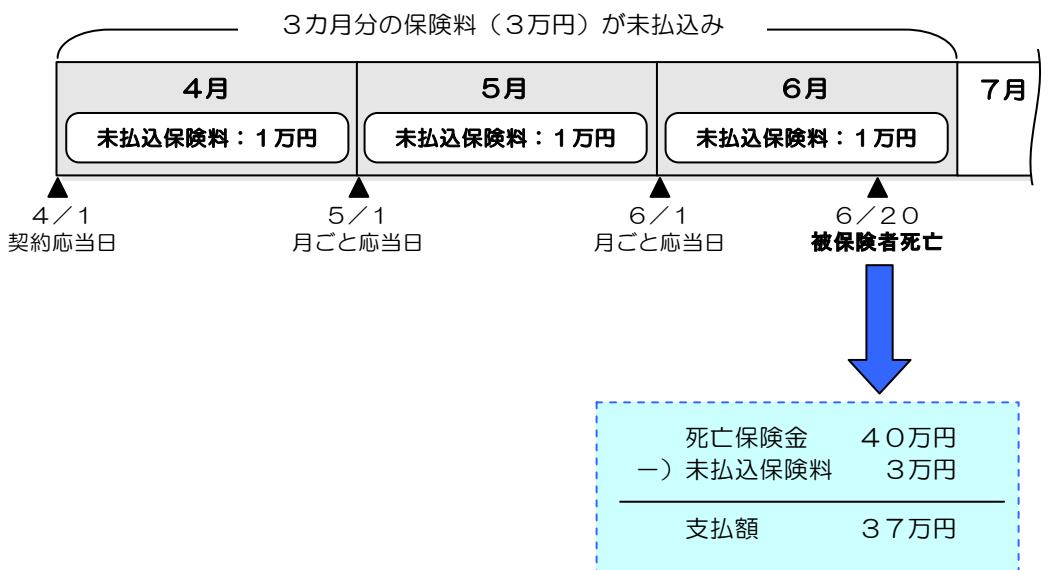 ３カ月分の保険料（３万円）が未払込み
４月　５月　６月　７月
未払込保険料：１万円　未払込保険料：１万円　未払込保険料：１万円
４／１　５／１　６／１　６／２０
契約応当日　月ごと応当日　月ごと応当日　被保険者死亡
死亡保険金　４０万円
－）未払込保険料　３万円
支払額　３７万円